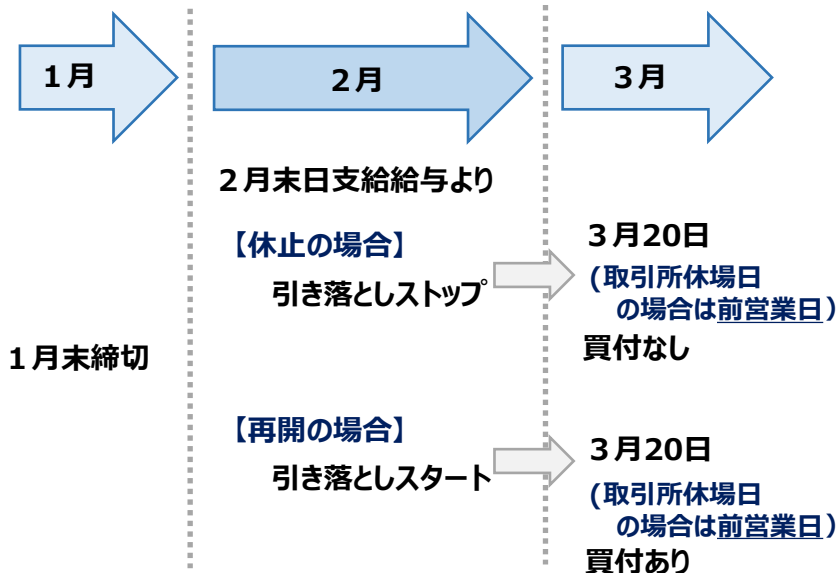 １月
２月
３月
２月末日支給給与より
【休止の場合】
引き落としストップ
３月20日
(取引所休場日
の場合は前営業日）
買付なし
１月末締切
【再開の場合】
引き落としスタート
３月20日
(取引所休場日
の場合は前営業日）
買付あり